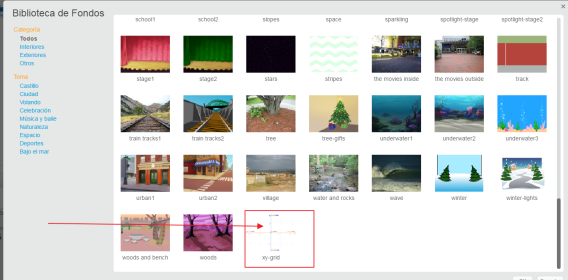 Biblioteca de Fondos
Categoría
Todos
Interiores
Exteriores
Otros
Tema
Castillo
Ciudad
Volando
Celebración
Música y baile
Naturaleza
Espacio
Deportes
Bajo el mar
school1 school2 slopes space sparkling spotlight-stage spotlight-stage2
stage1 stage2 stars stripes the movies inside the movies outside track
train tracks1 train tracks2 tree tree-gifts underwater1 underwater2 underwater3
urban1 urban2 village water and rocks wave winter winter-lights
woods and bench woods xy-grid